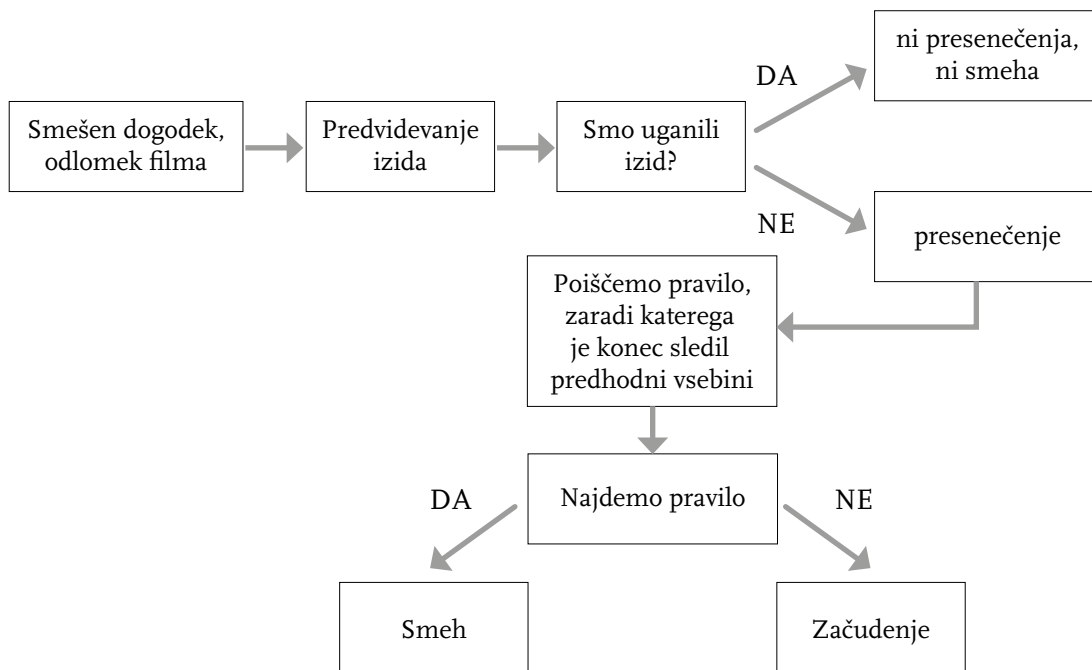 Smešen dogodek,
odlomek filma
Predvidevanje
izida
Smo uganili
izid?
DA
ni presenečenja,
ni smeha
NE
presenečenje
Poiščemo pravilo,
zaradi katerega
je konec sledil
predhodni vsebini
Najdemo pravilo
DA
Smeh
NE
Začudenje